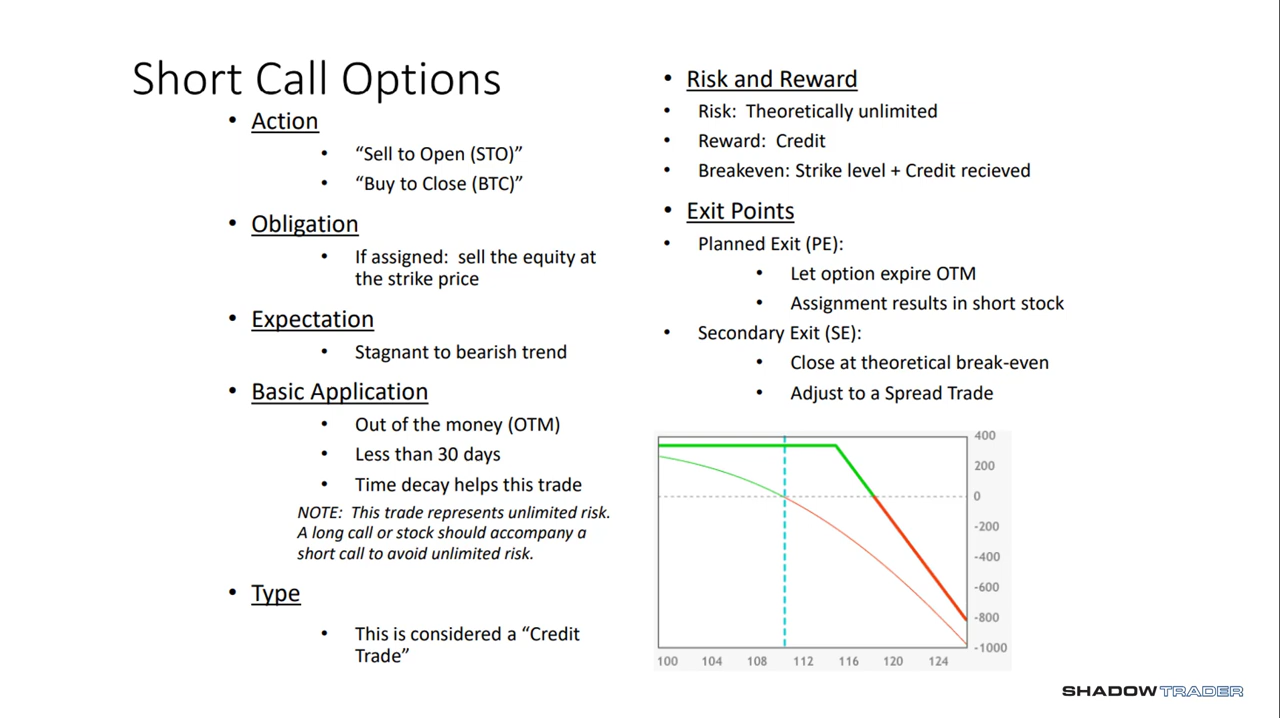 Short Call Options
• Action
• “Sell to Open (STO)”
• “Buy to Close (BTC)”
• Obligation
• If assigned: sell the equity at
the strike price
• Expectation
• Stagnant to bearish trend
• Basic Application
• Out of the money (OTM)
• Less than 30 days
• Time decay helps this trade
NOTE: This trade represents unlimited risk.
A long call or stock should accompany a
short call to avoid unlimited risk.
• Type
• This is considered a “Credit
Trade”
• Risk and Reward
• Risk: Theoretically unlimited
• Reward: Credit
• Breakeven: Strike level + Credit recieved
• Exit Points
• Planned Exit (PE):
• Let option expire OTM
• Assignment results in short stock
• Secondary Exit (SE):
• Close at theoretical break-even
• Adjust to a Spread Trade
400
200
0
-200
-400
-600
-800
-1000
100 104 108 112 116 120 124
SHADOWTRADER